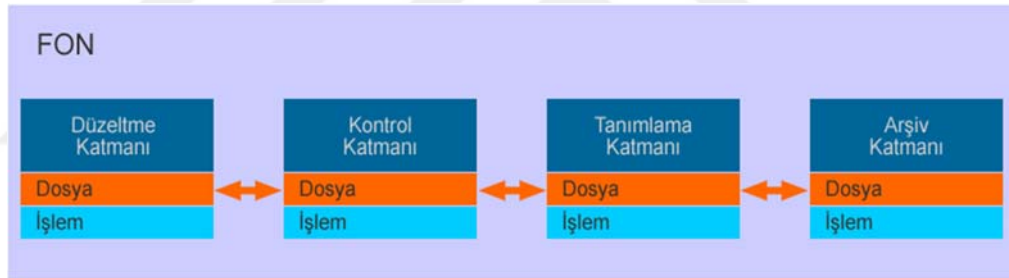 FON
Düzeltme
Katmanı
Dosya
İşlem
Kontrol
Katmanı
Dosya
İşlem
Tanımlama
Katmanı
Dosya
İşlem
Arşiv
Katmanı
Dosya
İşlem